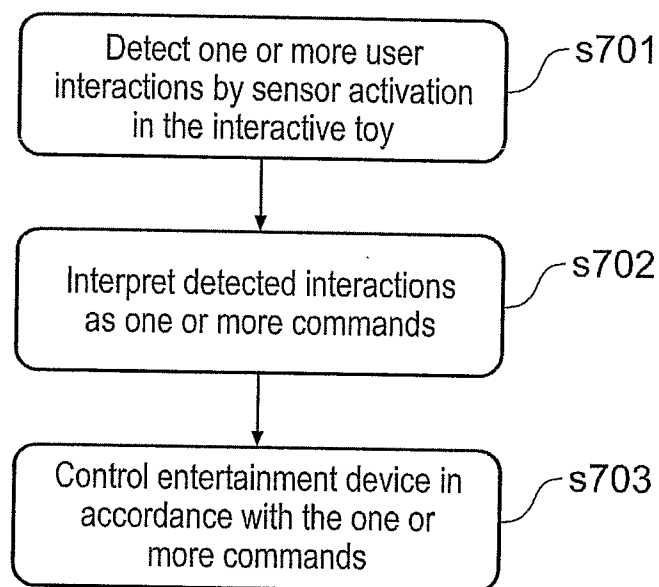 Detect one or more user
interactions by sensor activation
in the interactive toy
s701
Interpret detected interactions
as one or more commands
s702
Control entertainment device in
accordance with the one or
more commands
s703